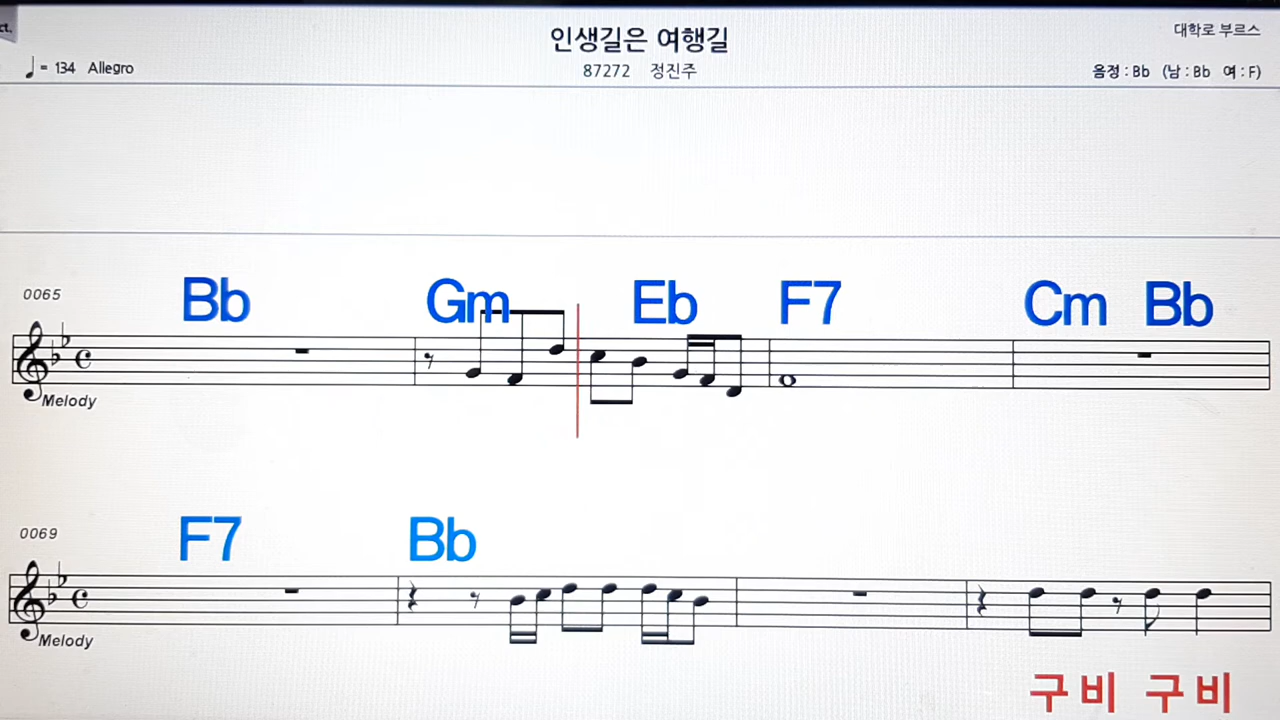 ct.
인생길은 여행길
대학로 부르스
♩= 134 Allegro
87272 정진주
음정 : Bb (남 : Bb 여 : F)
0065
Bb Gm Eb F7 Cm Bb
Melody
0069
F7 Bb
Melody
구비 구비